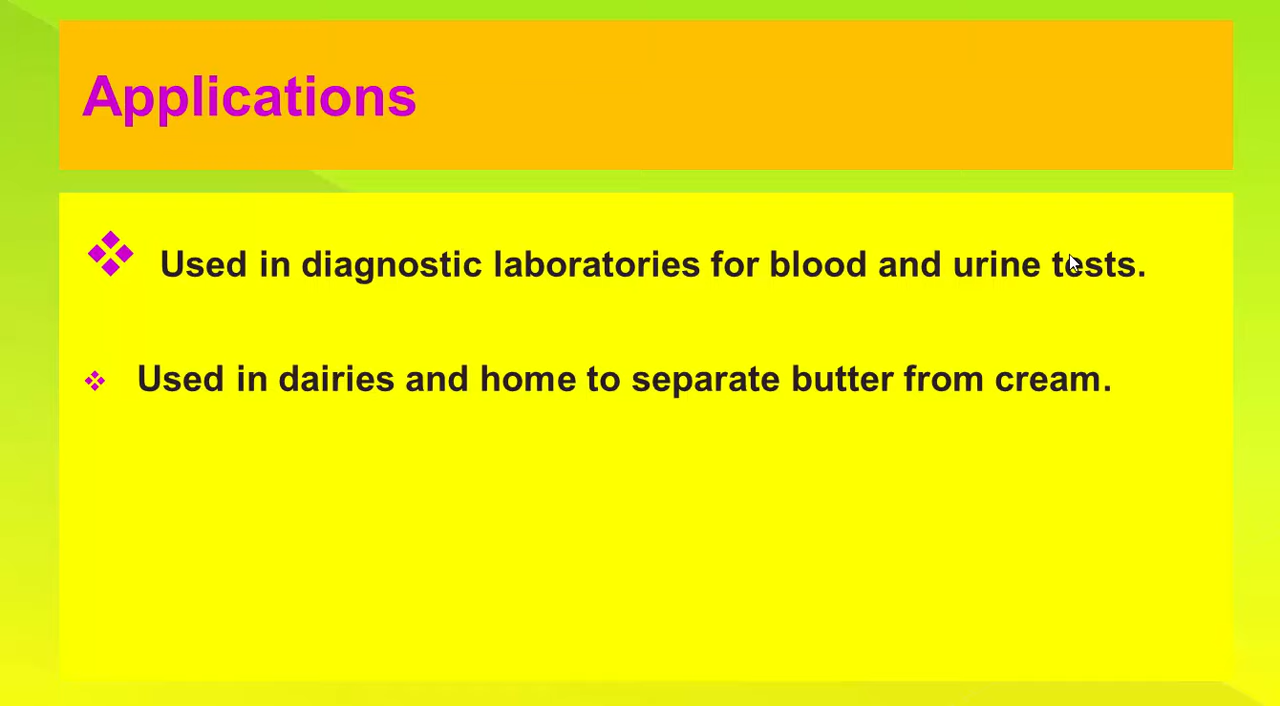 Applications
Used in diagnostic laboratories for blood and urine tests.
Used in dairies and home to separate butter from cream.